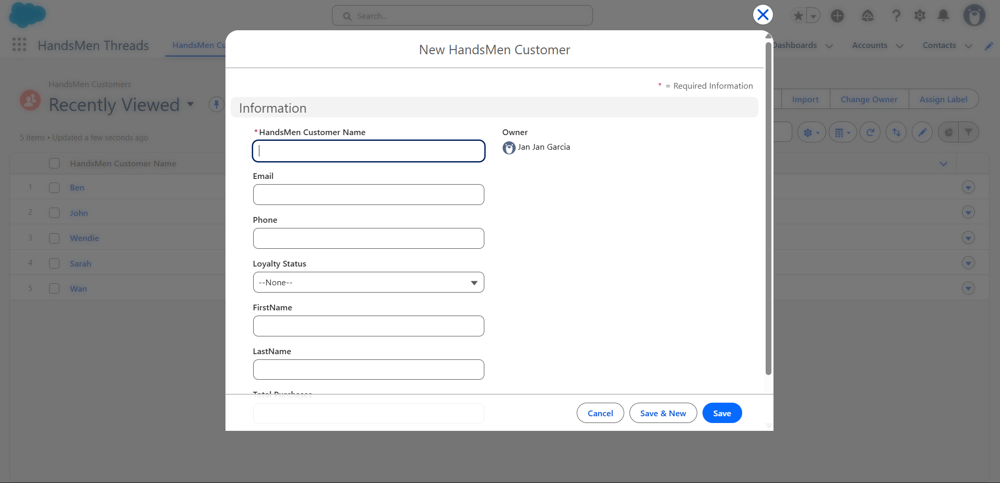 Search...
HandsMen Threads
HandsMen Cu
Dashboards
Accounts
Contacts
HandsMen Customers
Recently Viewed
Import
Change Owner
Assign Label
5 items • Updated a few seconds ago
HandsMen Customer Name
1 Ben
2 John
3 Wendie
4 Sarah
5 Wan
New HandsMen Customer
* = Required Information
Information
*HandsMen Customer Name
Owner
Jan Jan Garcia
Email
Phone
Loyalty Status
--None--
FirstName
LastName
Total Purchases
Cancel
Save & New
Save